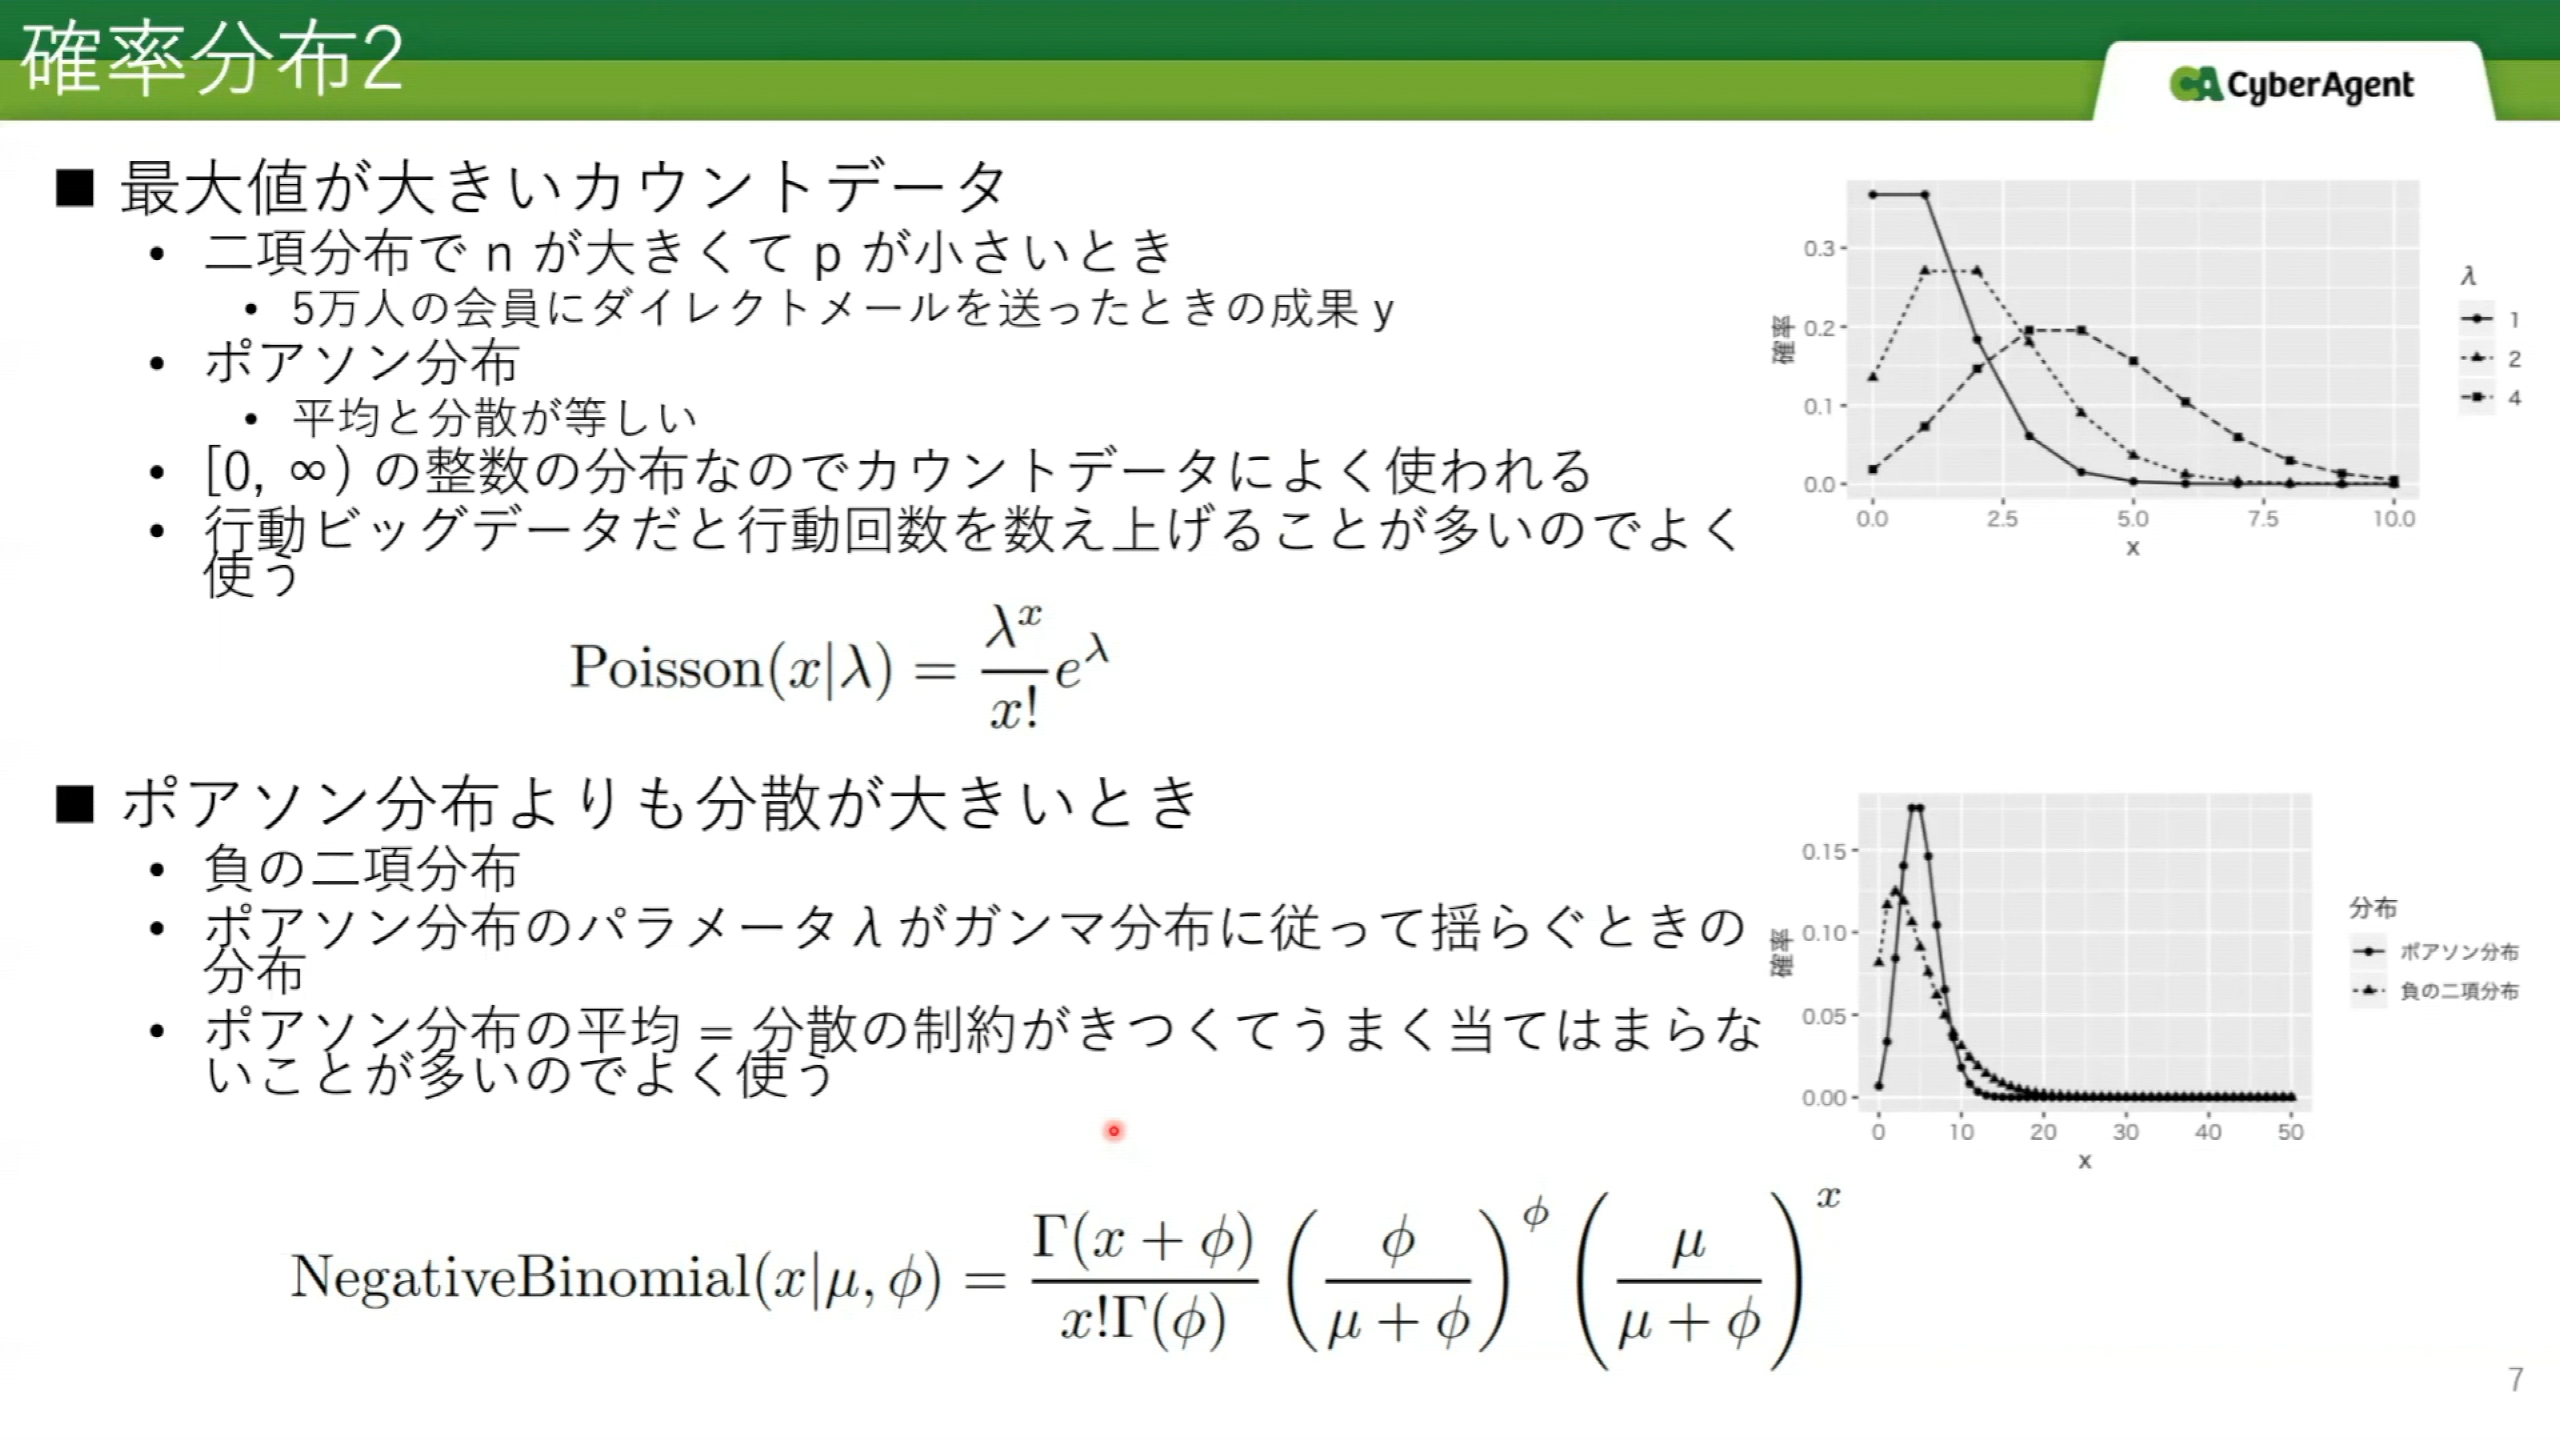 確率分布2
CyberAgent
■ 最大値が大きいカウントデータ
• 二項分布で n が大きくて p が小さいとき
• 5万人の会員にダイレクトメールを送ったときの成果 y
• ポアソン分布
• 平均と分散が等しい
• [0, ∞) の整数の分布なのでカウントデータによく使われる
• 行動ビッグデータだと行動回数を数え上げることが多いのでよく
使う
Poisson(x|λ) = \frac{λ^x}{x!} e^λ
0.3
0.2
0.1
0.0
確率
0.0 2.5 5.0 7.5 10.0
x
λ
1
2
4
■ ポアソン分布よりも分散が大きいとき
• 負の二項分布
• ポアソン分布のパラメータλがガンマ分布に従って揺らぐときの
分布
• ポアソン分布の平均 = 分散の制約がきつくてうまく当てはまらな
いことが多いのでよく使う
NegativeBinomial(x|μ, ϕ) = \frac{Γ(x + ϕ)}{x!Γ(ϕ)} \left(\frac{ϕ}{μ + ϕ}\right)^ϕ \left(\frac{μ}{μ + ϕ}\right)^x
0.15
0.10
0.05
0.00
確率
0 10 20 30 40 50
x
分布
ポアソン分布
負の二項分布
7